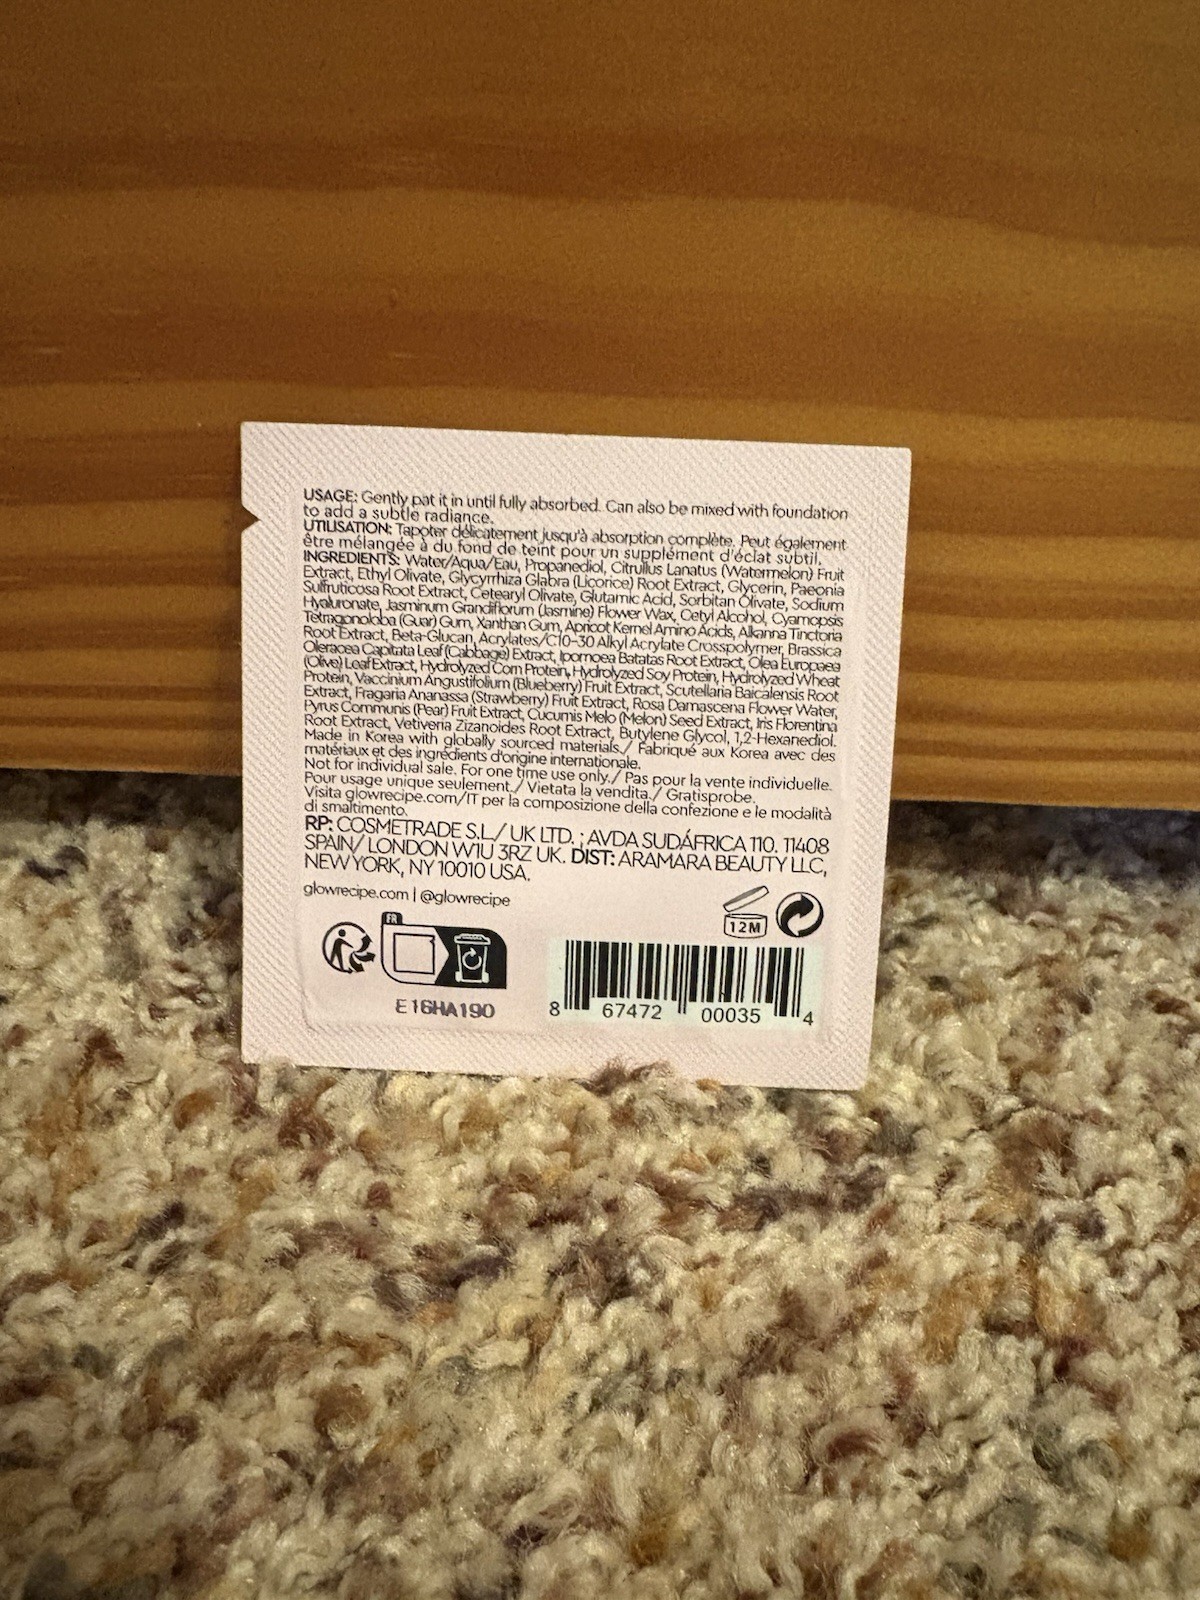 USAGE: Gently pat it in until fully absorbed. Can also be mixed with foundation
to add a subtle radiance.
UTILISATION: Tapoter délicatement jusqu'à absorption complète. Peut également
être mélangée à du fond de teint pour un supplément d'éclat subtil.
INGREDIENTS: Water/Aqua/Eau, Propanediol, Citrullus Lanatus (Watermelon) Fruit
Extract, Ethyl Olivate, Glycyrrhiza Glabra (Licorice) Root Extract, Glycerin, Paeonia
Suffruticosa Root Extract, Cetearyl Olivate, Glutamic Acid, Sorbitan Olivate, Sodium
Hyaluronate, Jasminum Grandiflorum (Jasmine) Flower Wax, Cetyl Alcohol, Cyamopsis
Tetragonoloba (Guar) Gum, Xanthan Gum, Apricot Kernel Amino Acids, Alkanna Tinctoria
Root Extract, Beta-Glucan, Acrylates/C10-30 Alkyl Acrylate Crosspolymer, Brassica
Oleracea Capitata Leaf (Cabbage) Extract, Ipomoea Batatas Root Extract, Olea Europaea
(Olive) Leaf Extract, Hydrolyzed Corn Protein, Hydrolyzed Soy Protein, Hydrolyzed Wheat
Protein, Vaccinium Angustifolium (Blueberry) Fruit Extract, Scutellaria Baicalensis Root
Extract, Fragaria Ananassa (Strawberry) Fruit Extract, Rosa Damascena Flower Water,
Pyrus Communis (Pear) Fruit Extract, Cucumis Melo (Melon) Seed Extract, Iris Florentina
Root Extract, Vetiveria Zizanoides Root Extract, Butylene Glycol, 1,2-Hexanediol.
Made in Korea with globally sourced materials./ Fabriqué aux Korea avec des
matériaux et des ingrédients d'origine internationale.
Not for individual sale. For one time use only./ Pas pour la vente individuelle.
Pour usage unique seulement./ Vietata la vendita./ Gratisprobe.
Visita glowrecipe.com/IT per la composizione della confezione e le modalità
di smaltimento.
RP: COSMETRADE S.L/ UK LTD. ; AVDA SUDÁFRICA 110. 11408
SPAIN/ LONDON W1U 3RZ UK. DIST: ARAMARA BEAUTY LLC,
NEW YORK, NY 10010 USA.
glowrecipe.com | @glowrecipe
12M
FR
E16HA190
8 67472 00035 4